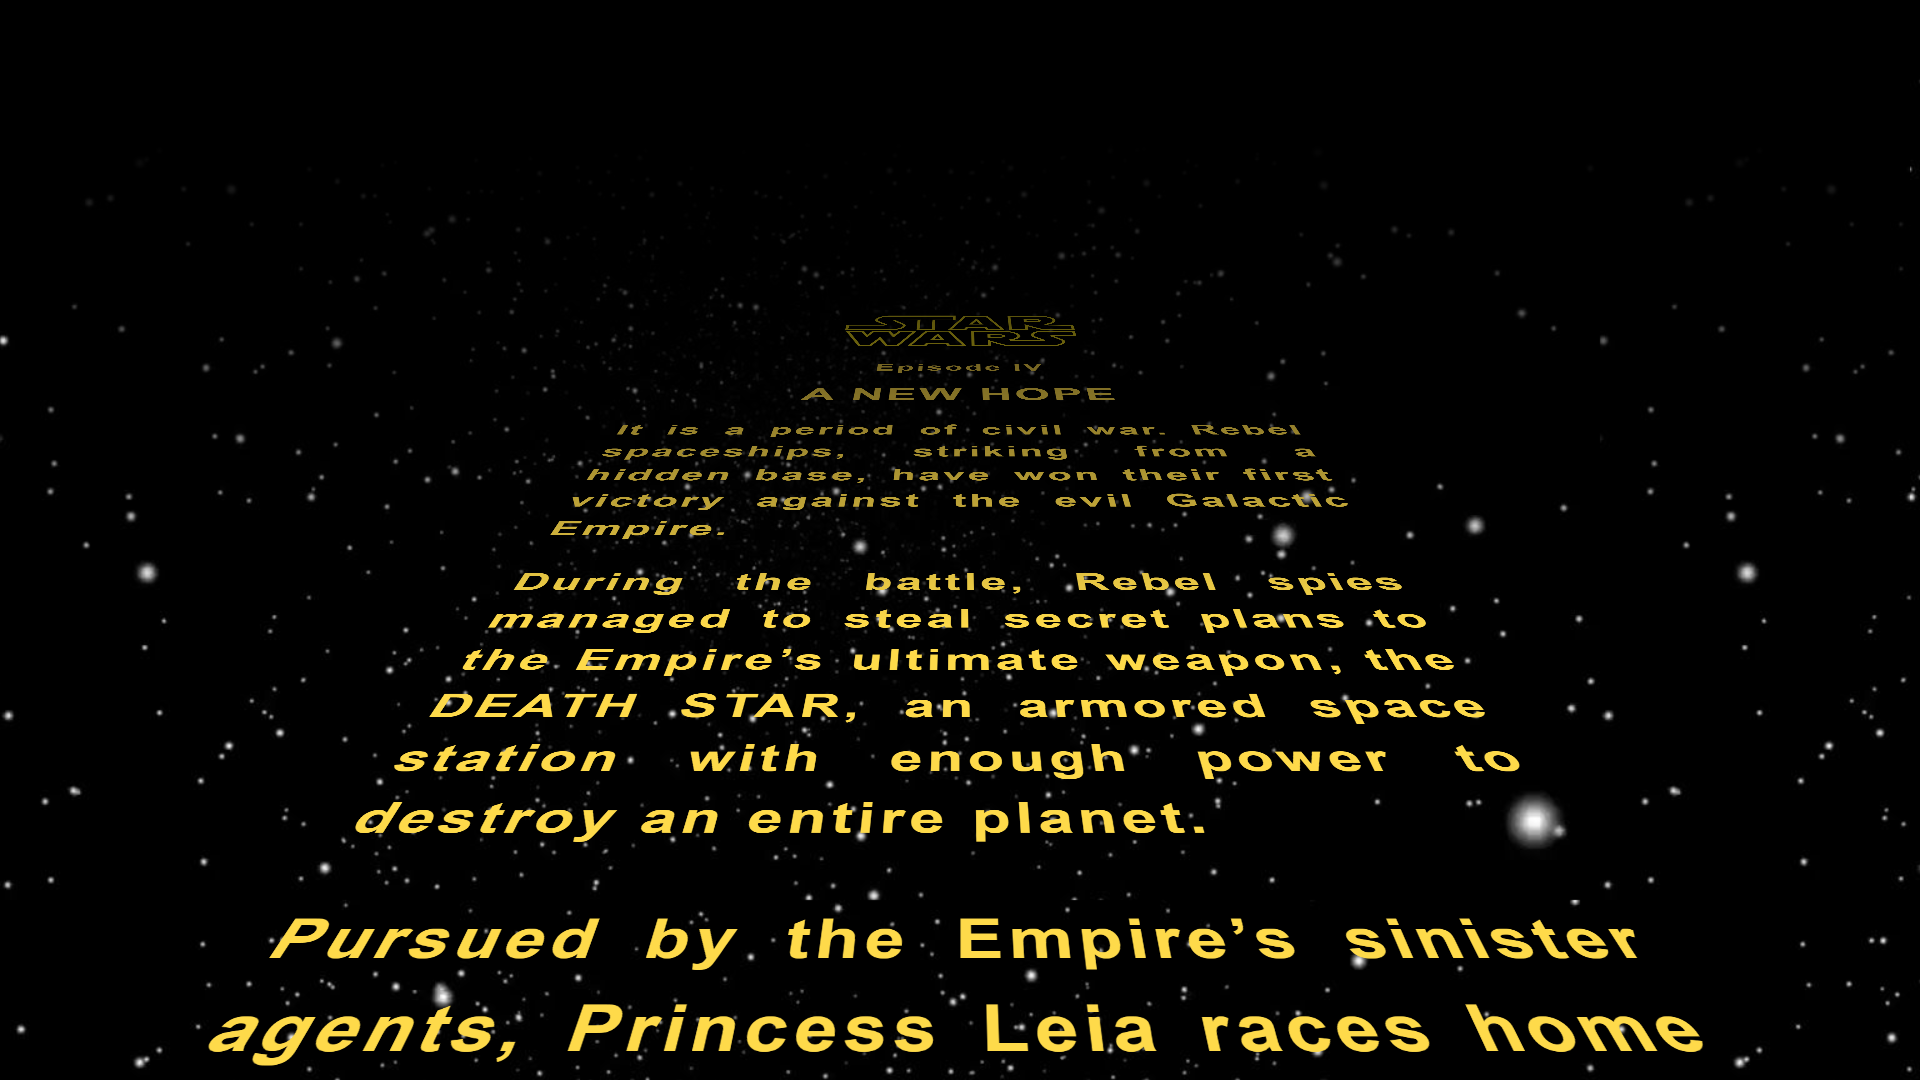 STAR
WARS
Episode IV
A NEW HOPE
It is a period of civil war. Rebel
spaceships, striking from a
hidden base, have won their first
victory against the evil Galactic
Empire.
During the battle, Rebel spies
managed to steal secret plans to
the Empire’s ultimate weapon, the
DEATH STAR, an armored space
station with enough power to
destroy an entire planet.
Pursued by the Empire’s sinister
agents, Princess Leia races home